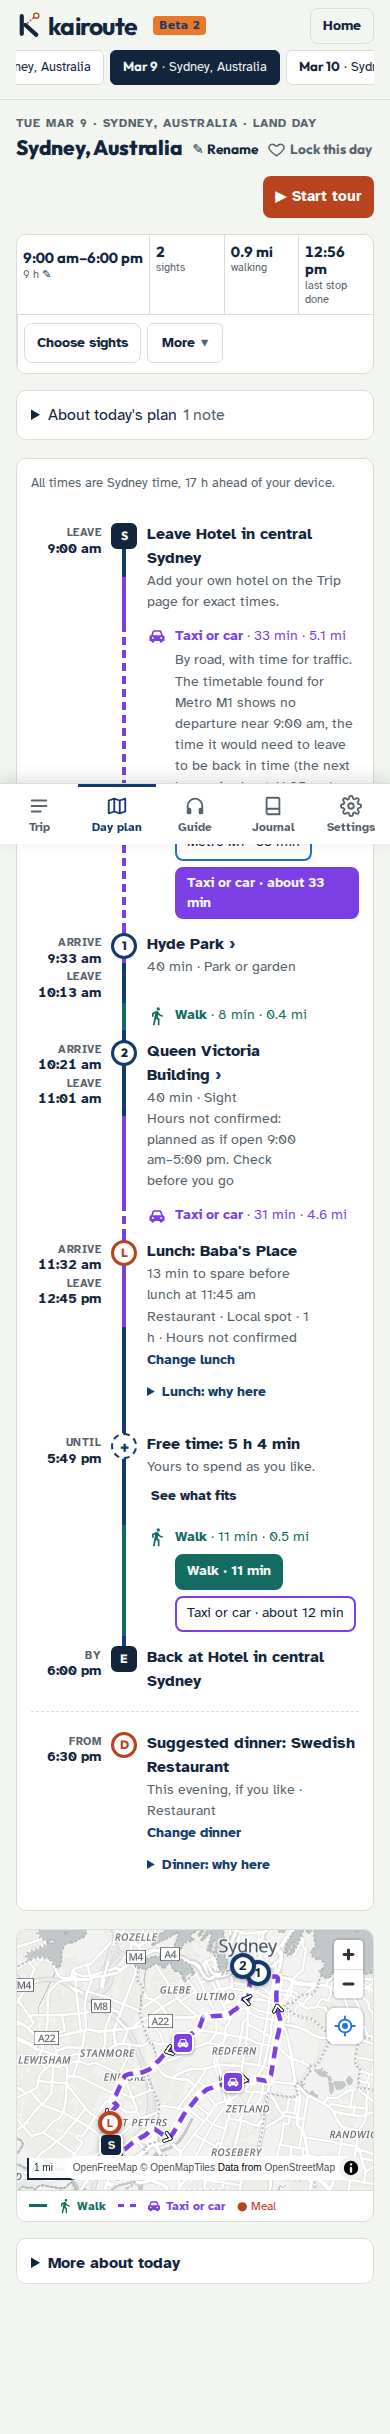 kairoute Beta 2 Home
ney, Australia Mar 9 · Sydney, Australia Mar 10 · Syd
TUE MAR 9 · SYDNEY, AUSTRALIA · LAND DAY
Sydney, Australia ✎ Rename Lock this day
▶ Start tour
9:00 am–6:00 pm
9 h ✎
2
sights
0.9 mi
walking
12:56
pm
last stop
done
Choose sights More ▾
▶ About today's plan 1 note
All times are Sydney time, 17 h ahead of your device.
LEAVE
9:00 am
S
Leave Hotel in central
Sydney
Add your own hotel on the Trip
page for exact times.
Taxi or car · 33 min · 5.1 mi
By road, with time for traffic.
The timetable found for
Metro M1 shows no
departure near 9:00 am, the
time it would need to leave
to be back in time (the next
Trip Day plan Guide Journal Settings
Taxi or car · about 33
min
ARRIVE
9:33 am
LEAVE
10:13 am
1
Hyde Park ›
40 min · Park or garden
Walk · 8 min · 0.4 mi
ARRIVE
10:21 am
LEAVE
11:01 am
2
Queen Victoria
Building ›
40 min · Sight
Hours not confirmed:
planned as if open 9:00
am–5:00 pm. Check
before you go
Taxi or car · 31 min · 4.6 mi
ARRIVE
11:32 am
LEAVE
12:45 pm
L
Lunch: Baba's Place
13 min to spare before
lunch at 11:45 am
Restaurant · Local spot · 1
h · Hours not confirmed
Change lunch
▶ Lunch: why here
UNTIL
5:49 pm
+
Free time: 5 h 4 min
Yours to spend as you like.
See what fits
Walk · 11 min · 0.5 mi
Walk · 11 min
Taxi or car · about 12 min
BY
6:00 pm
E
Back at Hotel in central
Sydney
FROM
6:30 pm
D
Suggested dinner: Swedish
Restaurant
This evening, if you like ·
Restaurant
Change dinner
▶ Dinner: why here
ROZELLE
Sydney
M4 A4
2 1
+
−
M4
GLEBE
ULTIMO
M8
A22
A22
STANMORE
REDFERN
LEWISHAM
ZETLAND
L
T PETERS
S
RANDWI
ROSEBERY
1 mi OpenFreeMap © OpenMapTiles Data from OpenStreetMap
Walk Taxi or car Meal
▶ More about today